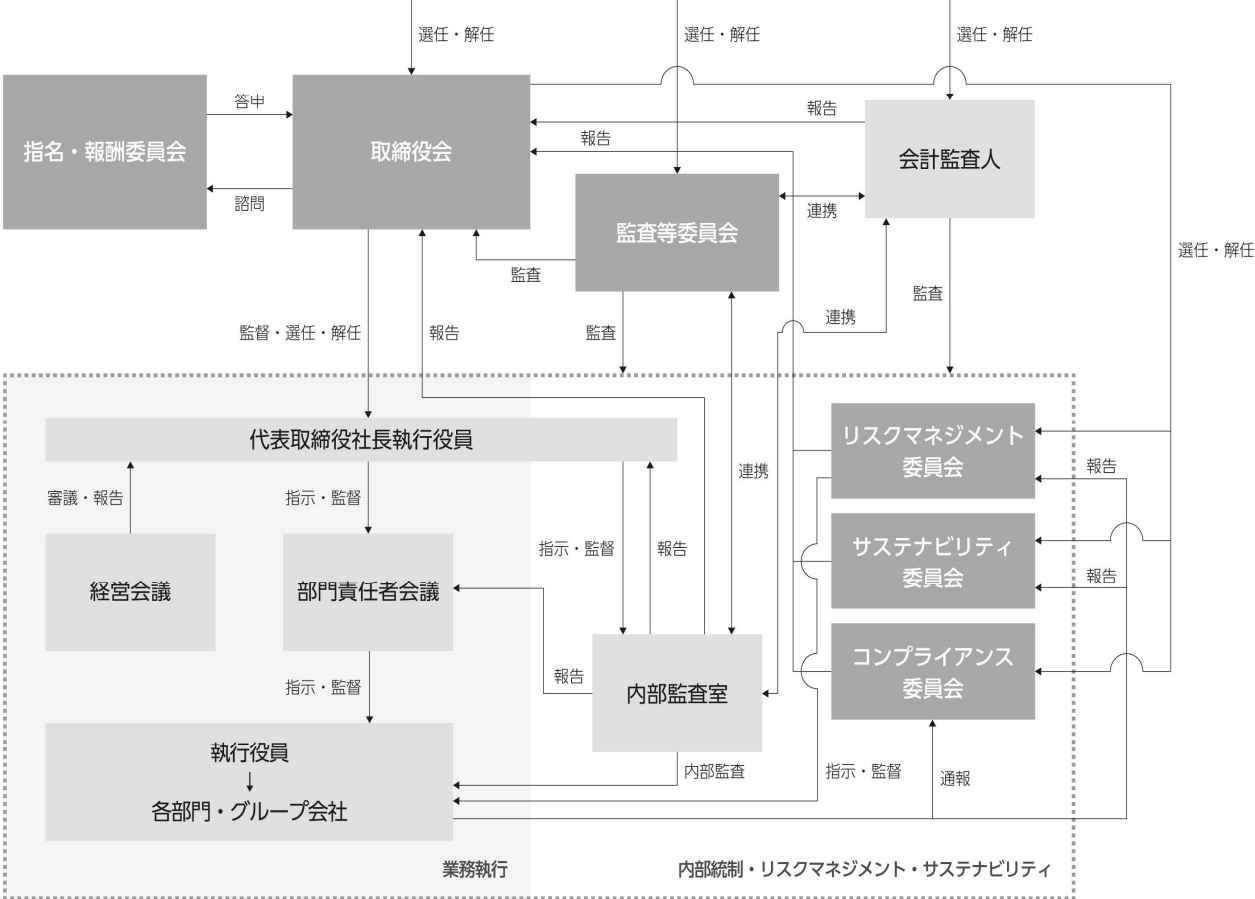 選任・解任
選任・解任
選任・解任
指名・報酬委員会
答申
諮問
取締役会
報告
報告
会計監査人
監査等委員会
連携
選任・解任
監査
監査
監査
連携
監督・選任・解任
報告
代表取締役社長執行役員
リスクマネジメント
委員会
報告
審議・報告
指示・監督
連携
指示・監督
報告
サステナビリティ
委員会
報告
経営会議
部門責任者会議
コンプライアンス
委員会
報告
内部監査室
指示・監督
執行役員
各部門・グループ会社
内部監査
指示・監督
通報
業務執行
内部統制・リスクマネジメント・サステナビリティ